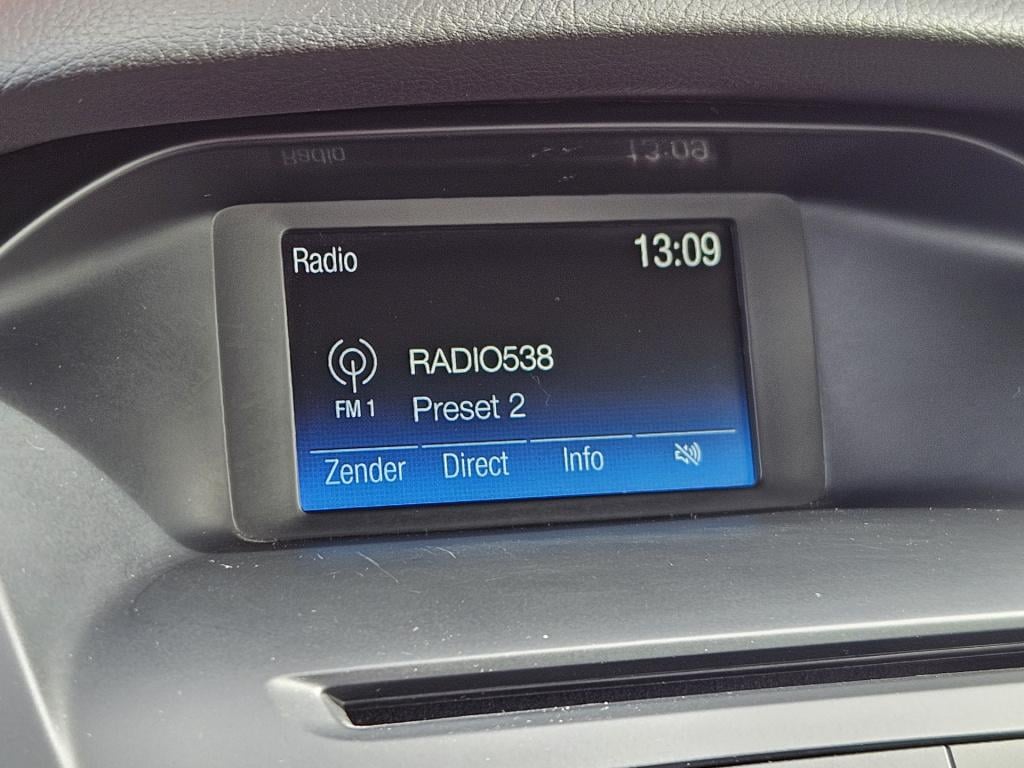 Radio 13:09
RADIO538
FM 1 Preset 2
Zender Direct Info